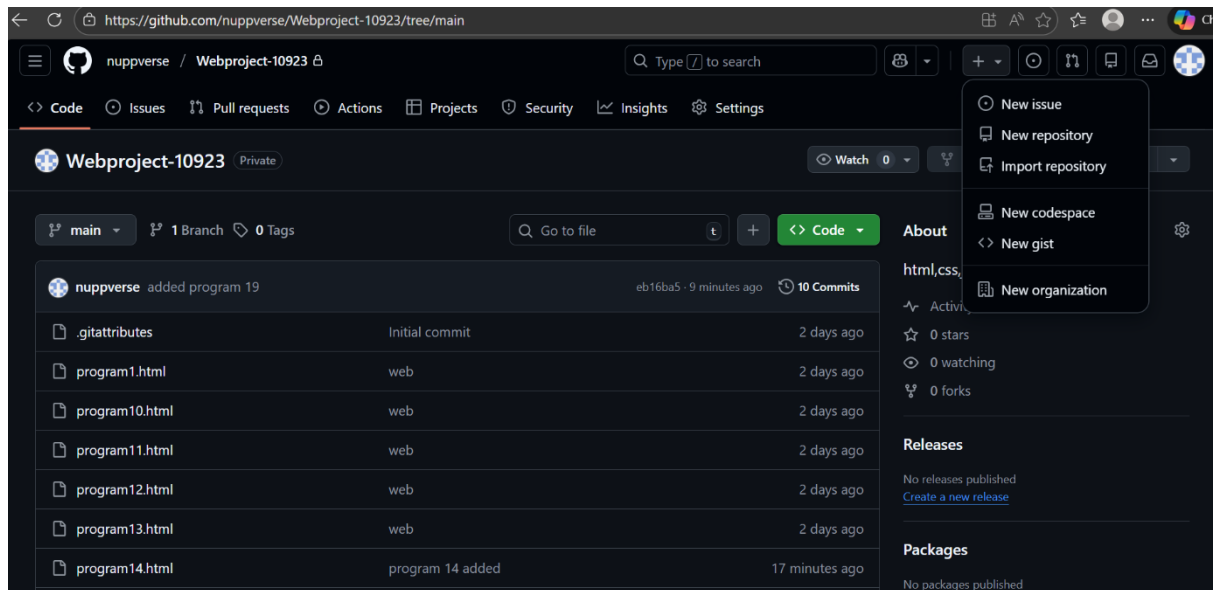 https://github.com/nuppverse/Webproject-10923/tree/main
nuppverse / Webproject-10923
Type / to search
Code Issues Pull requests Actions Projects Security Insights Settings
New issue
New repository
Import repository
New codespace
New gist
New organization
Webproject-10923 Private
Watch 0
main 1 Branch 0 Tags
Go to file t
Code
nuppverse added program 19 eb16ba5 · 9 minutes ago 10 Commits
.gitattributes Initial commit 2 days ago
program1.html web 2 days ago
program10.html web 2 days ago
program11.html web 2 days ago
program12.html web 2 days ago
program13.html web 2 days ago
program14.html program 14 added 17 minutes ago
About
html,css,
0 stars
0 watching
0 forks
Releases
No releases published
Create a new release
Packages
No packages published